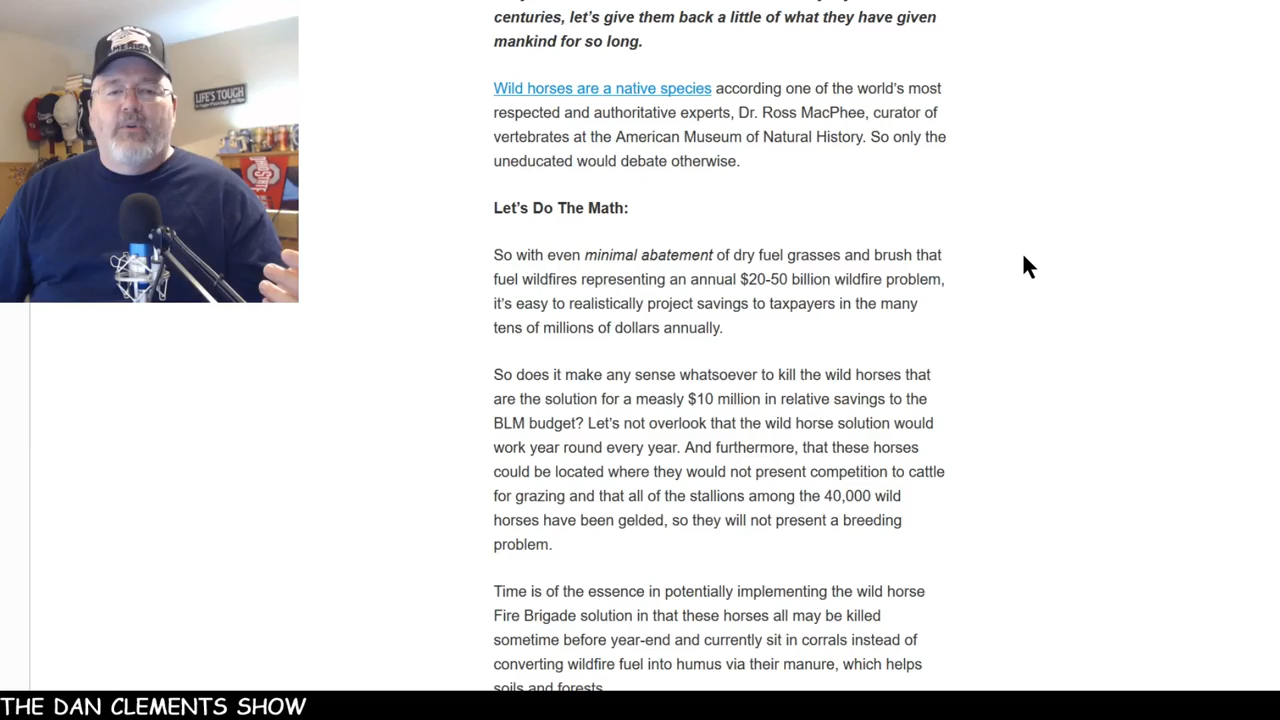 centuries, let's give them back a little of what they have given
mankind for so long.
Wild horses are a native species according one of the world's most
respected and authoritative experts, Dr. Ross MacPhee, curator of
vertebrates at the American Museum of Natural History. So only the
uneducated would debate otherwise.
Let's Do The Math:
So with even minimal abatement of dry fuel grasses and brush that
fuel wildfires representing an annual $20-50 billion wildfire problem,
it's easy to realistically project savings to taxpayers in the many
tens of millions of dollars annually.
So does it make any sense whatsoever to kill the wild horses that
are the solution for a measly $10 million in relative savings to the
BLM budget? Let's not overlook that the wild horse solution would
work year round every year. And furthermore, that these horses
could be located where they would not present competition to cattle
for grazing and that all of the stallions among the 40,000 wild
horses have been gelded, so they will not present a breeding
problem.
Time is of the essence in potentially implementing the wild horse
Fire Brigade solution in that these horses all may be killed
sometime before year-end and currently sit in corrals instead of
converting wildfire fuel into humus via their manure, which helps
soils and forests.
LIFE'S TOUGH
THE DAN CLEMENTS SHOW